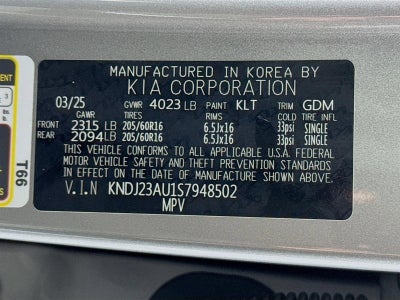 MANUFACTURED IN KOREA BY
KIA CORPORATION
03/25 GVWR 4023 LB PAINT KLT TRIM GDM
GAWR TIRES RIMS COLD TIRE INFL
FRONT 2315 LB 205/60R16 6.5Jx16 33psi SINGLE
REAR 2094LB 205/60R16 6.5Jx16 33psi SINGLE
THIS VEHICLE CONFORMS TO ALL APPLICABLE U.S.A. FEDERAL
MOTOR VEHICLE SAFETY AND THEFT PREVENTION STANDARDS
IN EFFECT ON THE DATE OF MANUFACTURE SHOWN ABOVE.
V.I.N KNDJ23AU1S7948502
MPV
T66
3